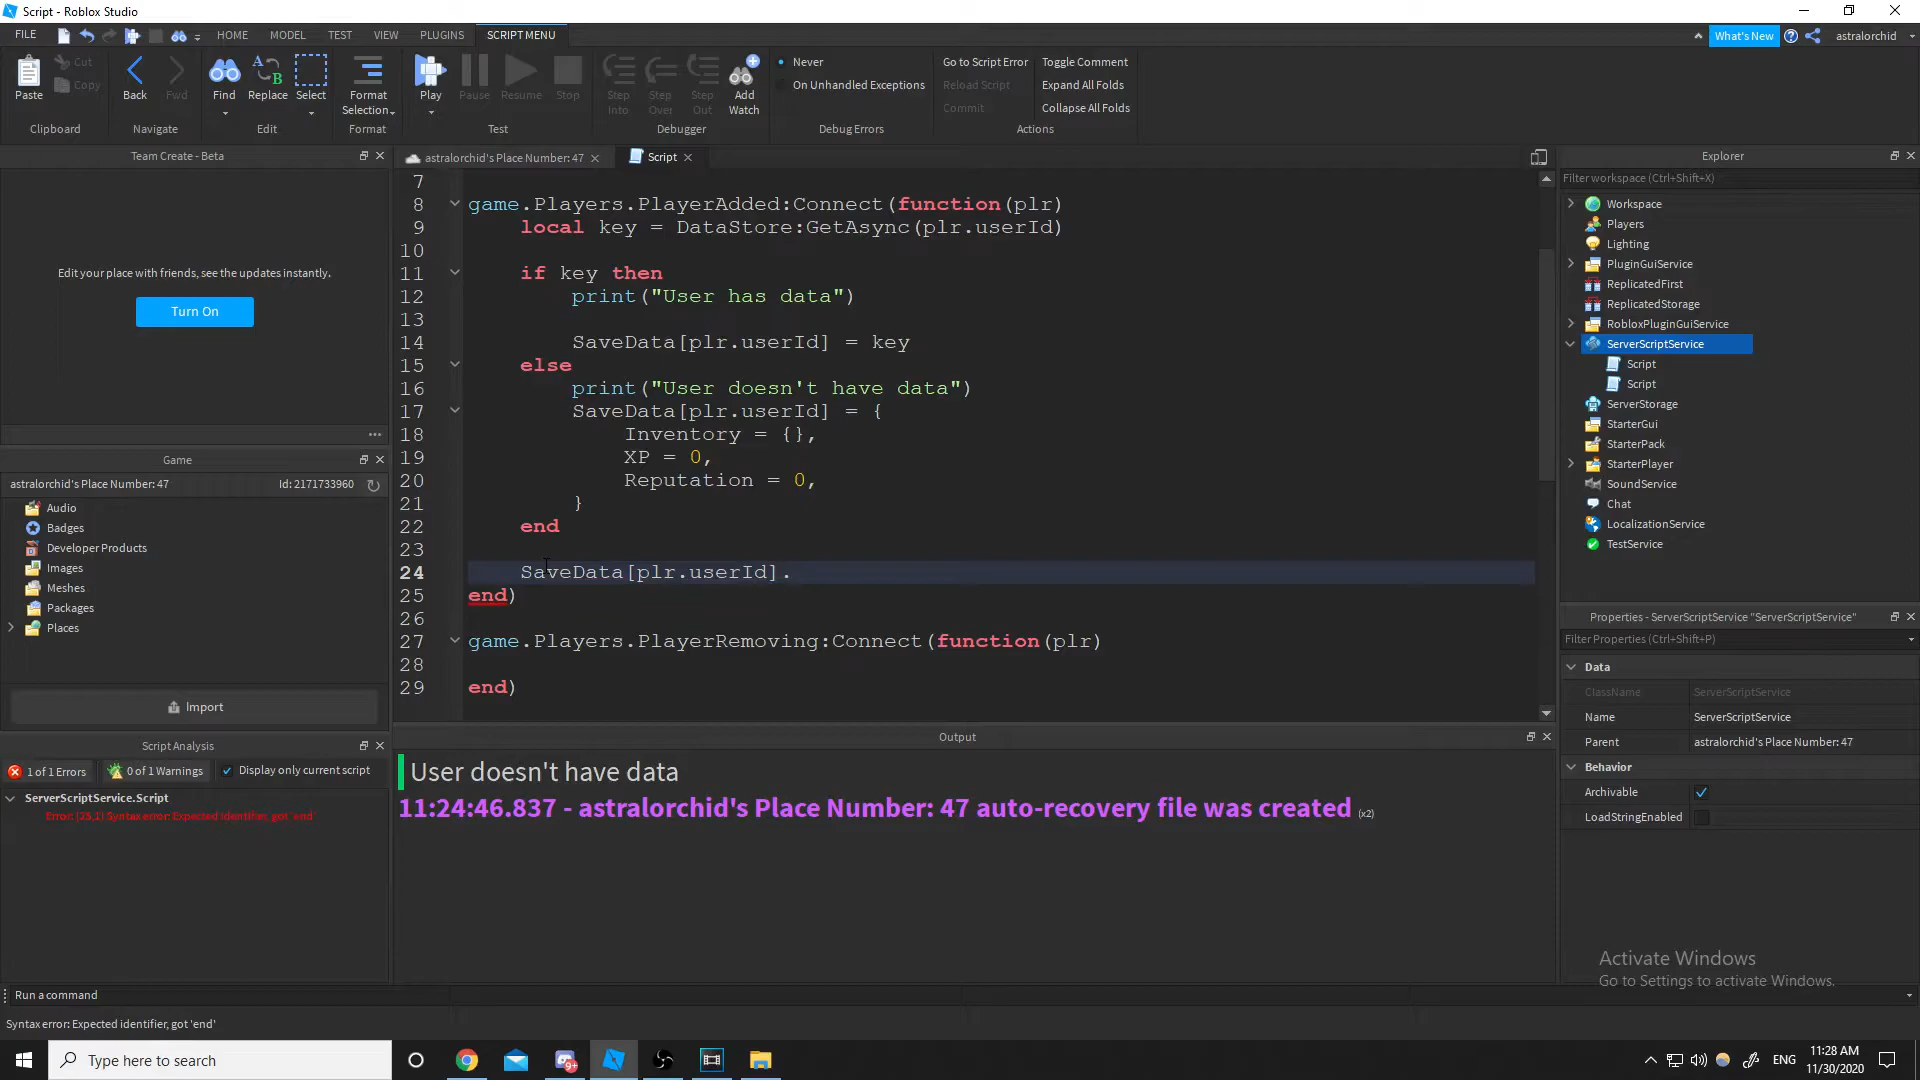 Script - Roblox Studio
FILE
HOME
MODEL
TEST
VIEW
PLUGINS
SCRIPT MENU
What's New
astralorchid
Paste
Cut
Copy
Clipboard
Back
Fwd
Navigate
Find
Replace
Select
Edit
Format
Selection
Format
Play
Pause
Resume
Stop
Test
Step
Into
Step
Over
Step
Out
Add
Watch
Debugger
Never
On Unhandled Exceptions
Debug Errors
Go to Script Error
Reload Script
Commit
Toggle Comment
Expand All Folds
Collapse All Folds
Actions
Team Create - Beta
Edit your place with friends, see the updates instantly.
Turn On
Game
astralorchid's Place Number: 47
Id: 2171733960
Audio
Badges
Developer Products
Images
Meshes
Packages
Places
Import
Script Analysis
1 of 1 Errors
0 of 1 Warnings
Display only current script
ServerScriptService.Script
Error: (25,1) Syntax error: Expected identifier, got 'end'
astralorchid's Place Number: 47
Script
7
8 game.Players.PlayerAdded:Connect(function(plr)
9 local key = DataStore:GetAsync(plr.userId)
10
11 if key then
12 print("User has data")
13
14 SaveData[plr.userId] = key
15 else
16 print("User doesn't have data")
17 SaveData[plr.userId] = {
18 Inventory = {},
19 XP = 0,
20 Reputation = 0,
21 }
22 end
23
24 SaveData[plr.userId].
25 end)
26
27 game.Players.PlayerRemoving:Connect(function(plr)
28
29 end)
Output
User doesn't have data
11:24:46.837 - astralorchid's Place Number: 47 auto-recovery file was created (x2)
Explorer
Filter workspace (Ctrl+Shift+X)
Workspace
Players
Lighting
PluginGuiService
ReplicatedFirst
ReplicatedStorage
RobloxPluginGuiService
ServerScriptService
Script
Script
ServerStorage
StarterGui
StarterPack
StarterPlayer
SoundService
Chat
LocalizationService
TestService
Properties - ServerScriptService "ServerScriptService"
Filter Properties (Ctrl+Shift+P)
Data
ClassName ServerScriptService
Name ServerScriptService
Parent astralorchid's Place Number: 47
Behavior
Archivable
LoadStringEnabled
Activate Windows
Go to Settings to activate Windows.
Run a command
Syntax error: Expected identifier, got 'end'
Type here to search
ENG
11:28 AM
11/30/2020